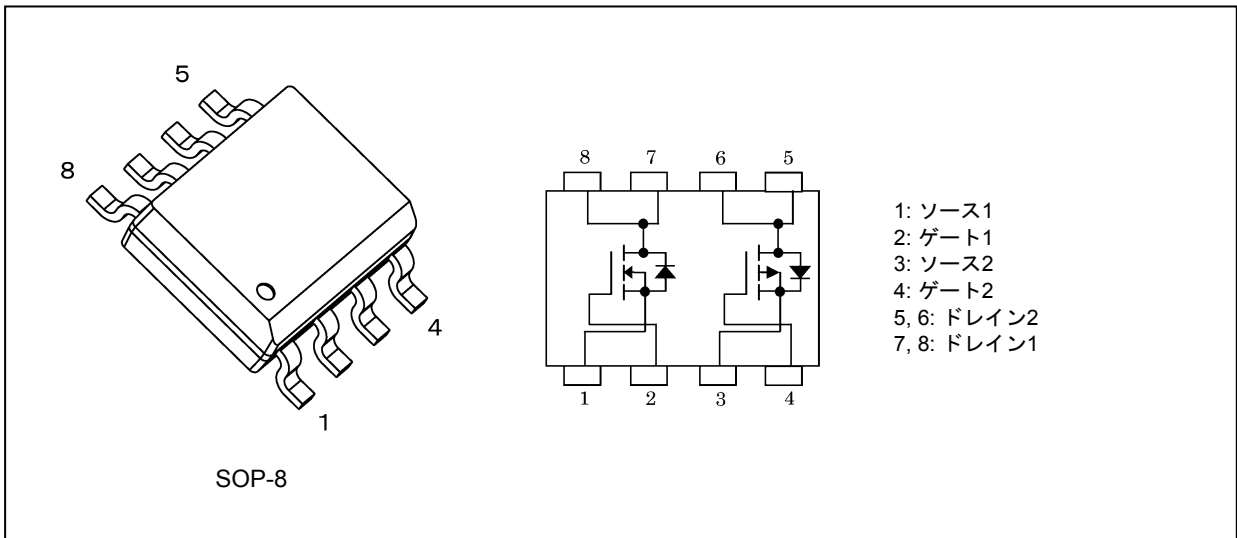 5
8
4
1
SOP-8
8 7 6 5
1 2 3 4
1: ソース1
2: ゲート1
3: ソース2
4: ゲート2
5, 6: ドレイン2
7, 8: ドレイン1